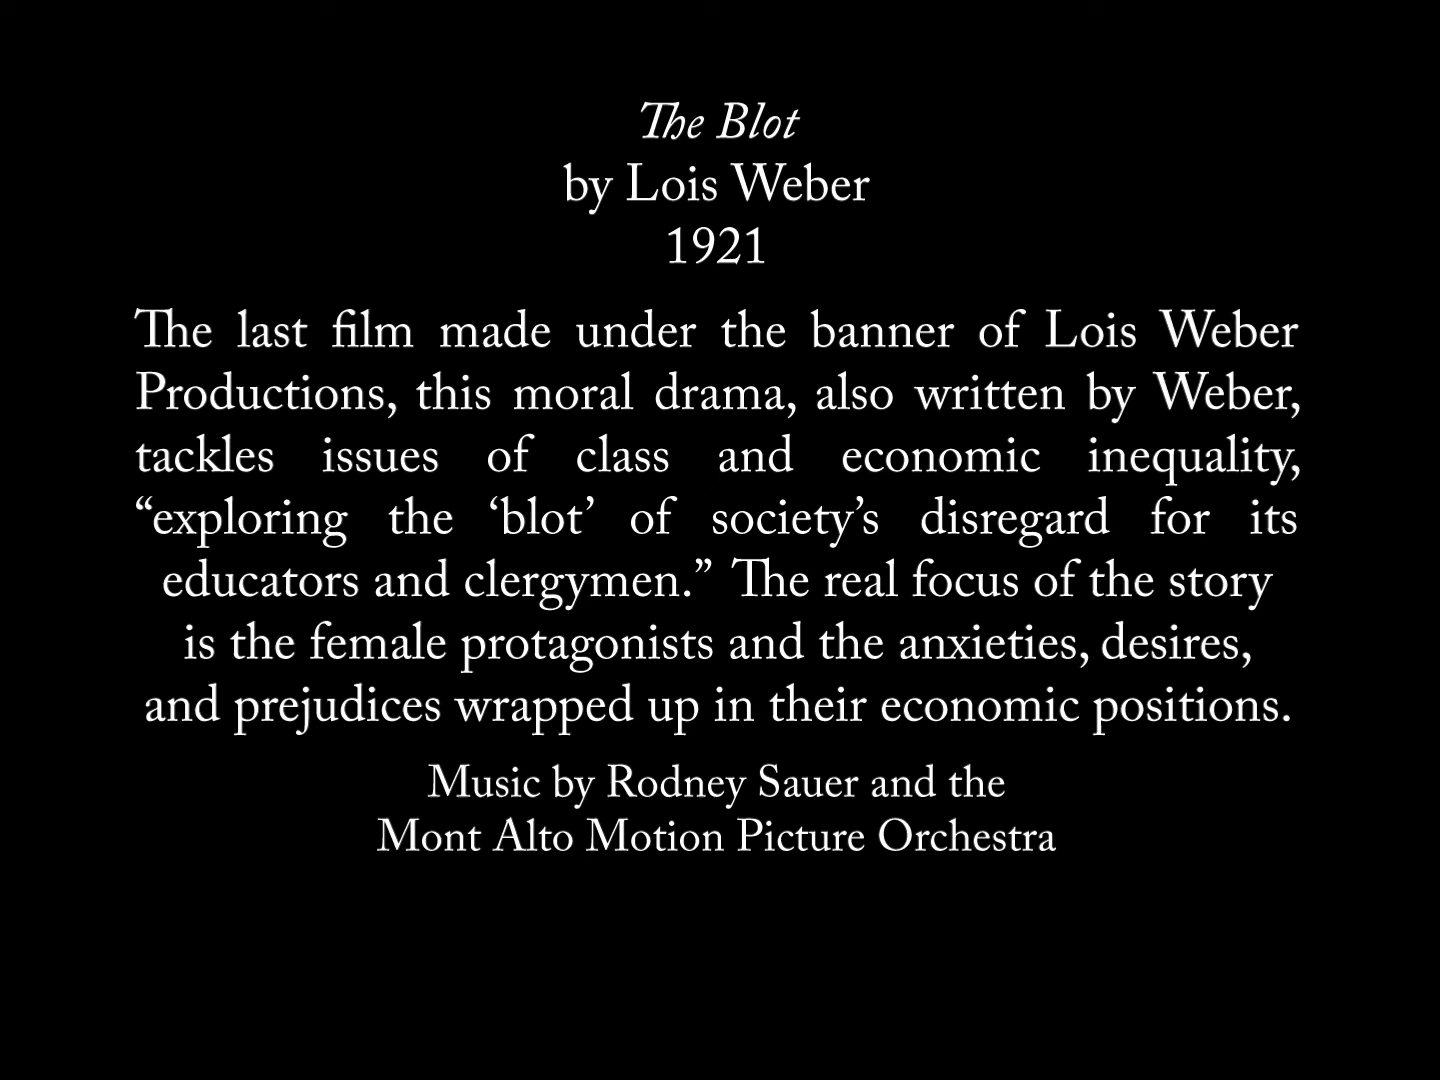 The Blot
by Lois Weber
1921
The last film made under the banner of Lois Weber
Productions, this moral drama, also written by Weber,
tackles issues of class and economic inequality,
“exploring the ‘blot’ of society’s disregard for its
educators and clergymen.” The real focus of the story
is the female protagonists and the anxieties, desires,
and prejudices wrapped up in their economic positions.
Music by Rodney Sauer and the
Mont Alto Motion Picture Orchestra